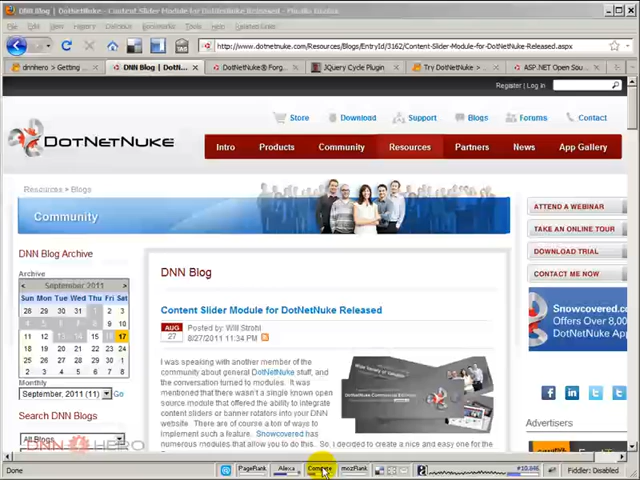 DNN Blog | DotNetNuke - Content Slider Module for DotNetNuke Released - Mozilla Firefox
File Edit View History Delicious Bookmarks Tools Help Related Links
http://www.dotnetnuke.com/Resources/Blogs/EntryId/3162/Content-Slider-Module-for-DotNetNuke-Released.aspx
dnnhero > Getting ...
DNN Blog | DotN...
DotNetNuke® Forg...
JQuery Cycle Plugin
Try DotNetNuke > ...
ASP.NET Open Sou...
Register | Log in
Store Download Support Blogs Forums Contact
DOTNETNUKE
Intro Products Community Resources Partners News App Gallery
Resources » Blogs
Community
ATTEND A WEBINAR
TAKE AN ONLINE TOUR
DOWNLOAD TRIAL
CONTACT ME NOW
DNN Blog Archive
Archive
< September 2011 >
Sun Mon Tue Wed Thu Fri Sat
28 29 30 31 1 2 3
4 5 6 7 8 9 10
11 12 13 14 15 16 17
18 19 20 21 22 23 24
25 26 27 28 29 30 1
2 3 4 5 6 7 8
Monthly
September, 2011 (11) Go
Search DNN Blogs
All Blogs
DNN HERO
DNN Blog
Content Slider Module for DotNetNuke Released
AUG
27
Posted by: Will Strohl
8/27/2011 11:34 PM
I was speaking with another member of the
community about general DotNetNuke stuff, and
the conversation turned to modules. It was
mentioned that there wasn't a single known open
source module that offered the ability to integrate
content sliders or banner rotators into your DNN
website. There are of course a ton of ways to
implement such a feature. Snowcovered.com has
numerous modules that allow you to. So, I decided to create a nice and easy one for the
Snowcovered.com
Offers Over 8,00
DotNetNuke Ap
Advertisers
Done
PageRank
Alexa
Compete
mozRank
#10,846
Fiddler: Disabled